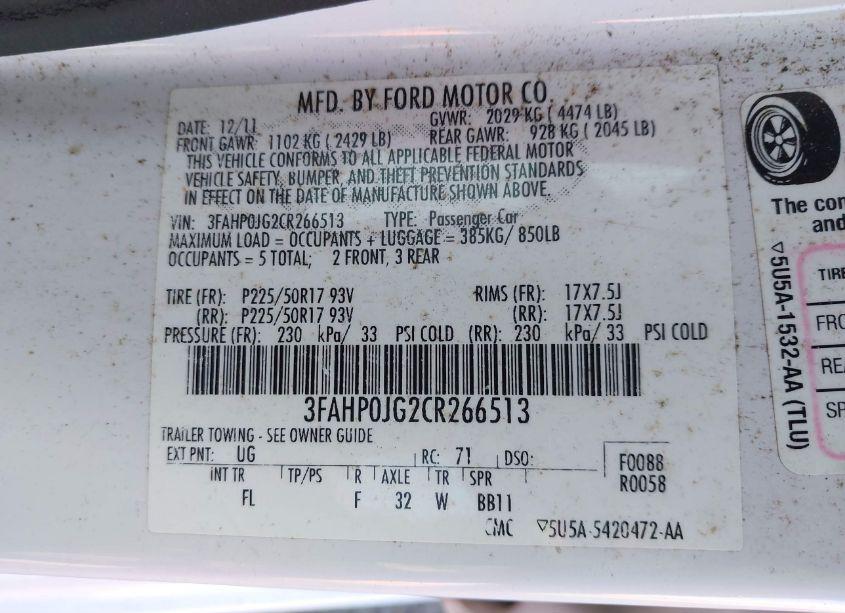 MFD. BY FORD MOTOR CO.
DATE: 12/11 GVWR: 2029 KG ( 4474 LB)
FRONT GAWR: 1102 KG ( 2429 LB) REAR GAWR: 928 KG ( 2045 LB)
THIS VEHICLE CONFORMS TO ALL APPLICABLE FEDERAL MOTOR
VEHICLE SAFETY, BUMPER, AND THEFT PREVENTION STANDARDS
IN EFFECT ON THE DATE OF MANUFACTURE SHOWN ABOVE.
VIN: 3FAHP0JG2CR266513 TYPE: Passenger Car
MAXIMUM LOAD = OCCUPANTS + LUGGAGE = 385KG/ 850LB
OCCUPANTS = 5 TOTAL; 2 FRONT, 3 REAR
TIRE (FR): P225/50R17 93V RIMS (FR): 17X7.5J
(RR): P225/50R17 93V (RR): 17X7.5J
PRESSURE (FR): 230 kPa/ 33 PSI COLD (RR): 230 kPa/ 33 PSI COLD
3FAHP0JG2CR266513
TRAILER TOWING - SEE OWNER GUIDE
EXT PNT: UG RC: 71 DSO:
F0088
R0058
INT TR TP/PS R AXLE TR SPR
FL F 32 W BB11
CMC ▽5U5A-5420472-AA
The con
and
▽5U5A-1532-AA (TLU)
TIRE
FRO
REA
SP